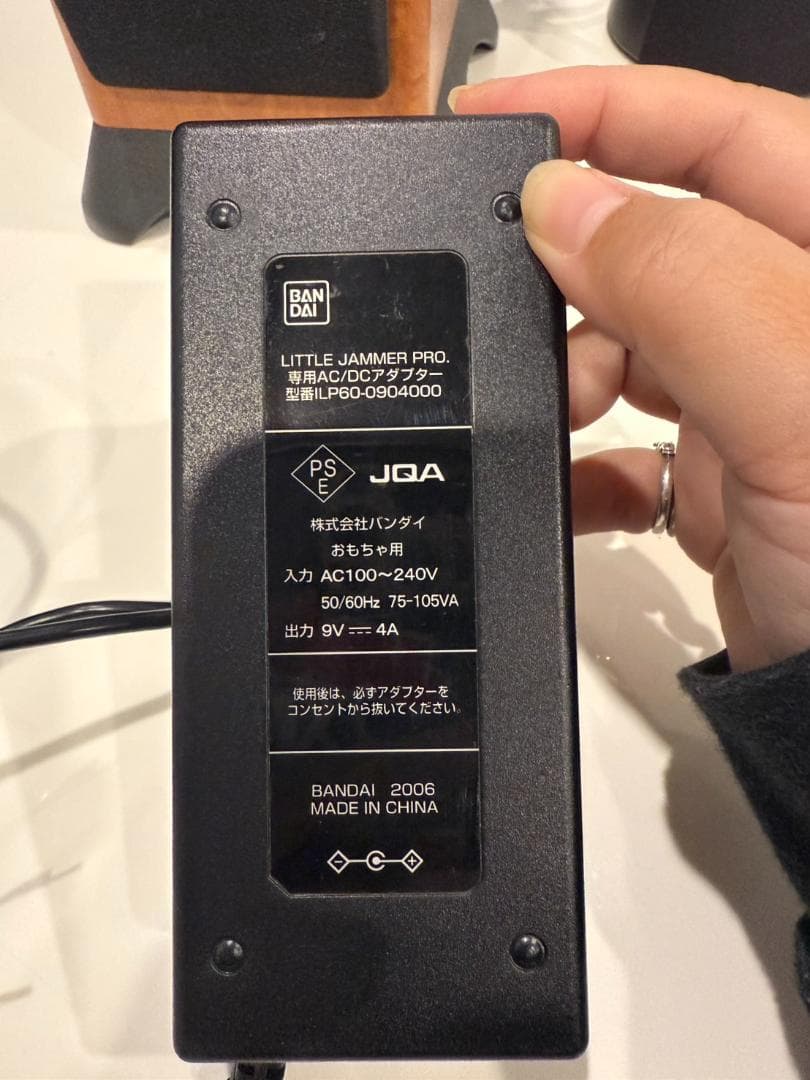 BAN
DAI
LITTLE JAMMER PRO.
専用AC/DCアダプター
型番ILP60-0904000
PS
E
JQA
株式会社バンダイ
おもちゃ用
入力 AC100～240V
50/60Hz 75-105VA
出力 9V⎓4A
使用後は、必ずアダプターを
コンセントから抜いてください。
BANDAI 2006
MADE IN CHINA
- +